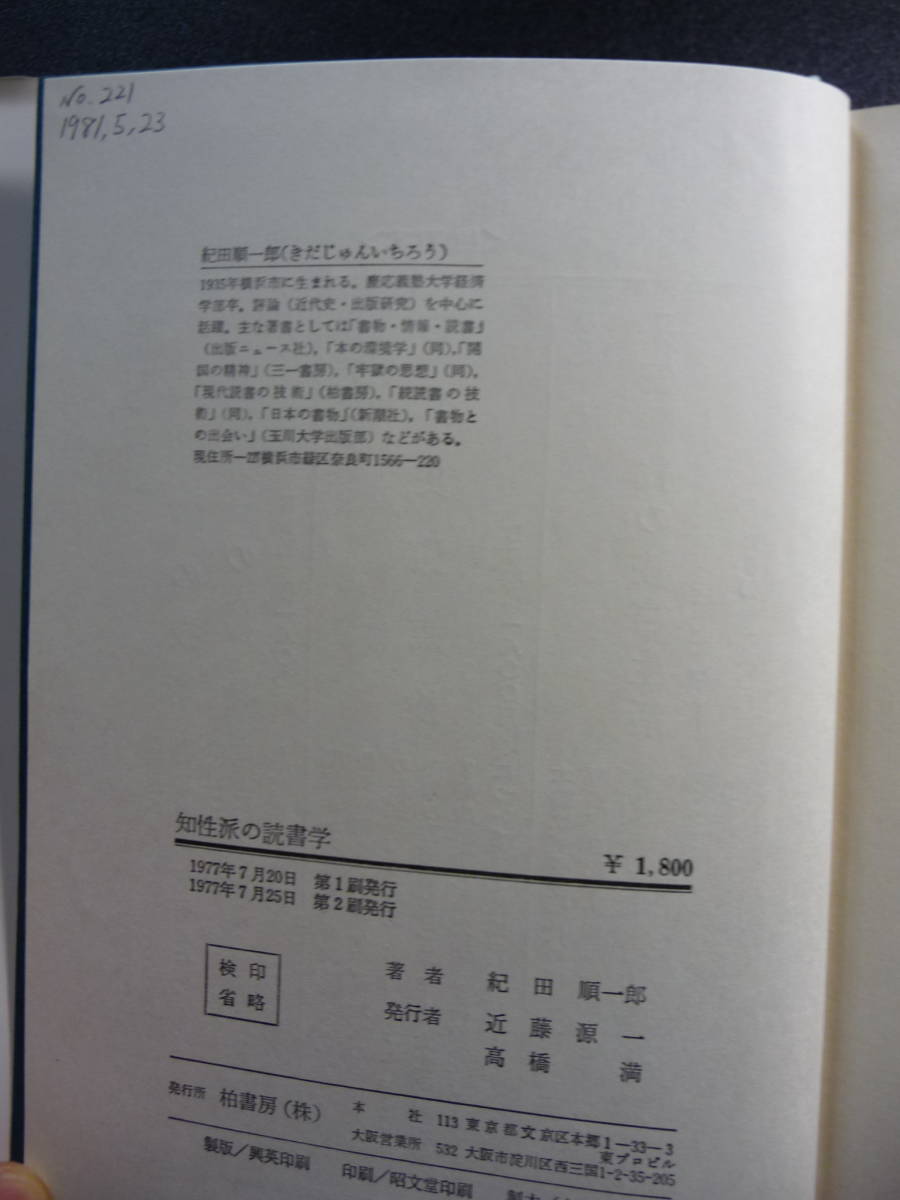 No. 221
1981, 5, 23
紀田順一郎(きだじゅんいちろう)
1935年横浜市に生まれる。慶応義塾大学経済
学部卒。評論（近代史・出版研究）を中心に
活躍。主な著書としては「書物・情報・読書」
（出版ニュース社），「本の環境学」（同），「開
国の精神」（三一書房），「牢獄の思想」（同），
「現代読書の技術」（柏書房），「続読書の技
術」（同），「日本の書物」（新潮社），「書物と
の出会い」（玉川大学出版部）などがある。
現住所―横浜市緑区奈良町1566―220
知性派の読書学
￥ 1,800
1977年7月20日 第1刷発行
1977年7月25日 第2刷発行
検印
省略
著者 紀田順一郎
発行者 近藤源一
高橋満
発行所 柏書房（株） 本社 113 東京都文京区本郷1―33―3
東プロビル
大阪営業所 532 大阪市淀川区西三国1-2-35-205
製版／興英印刷 印刷／昭文堂印刷